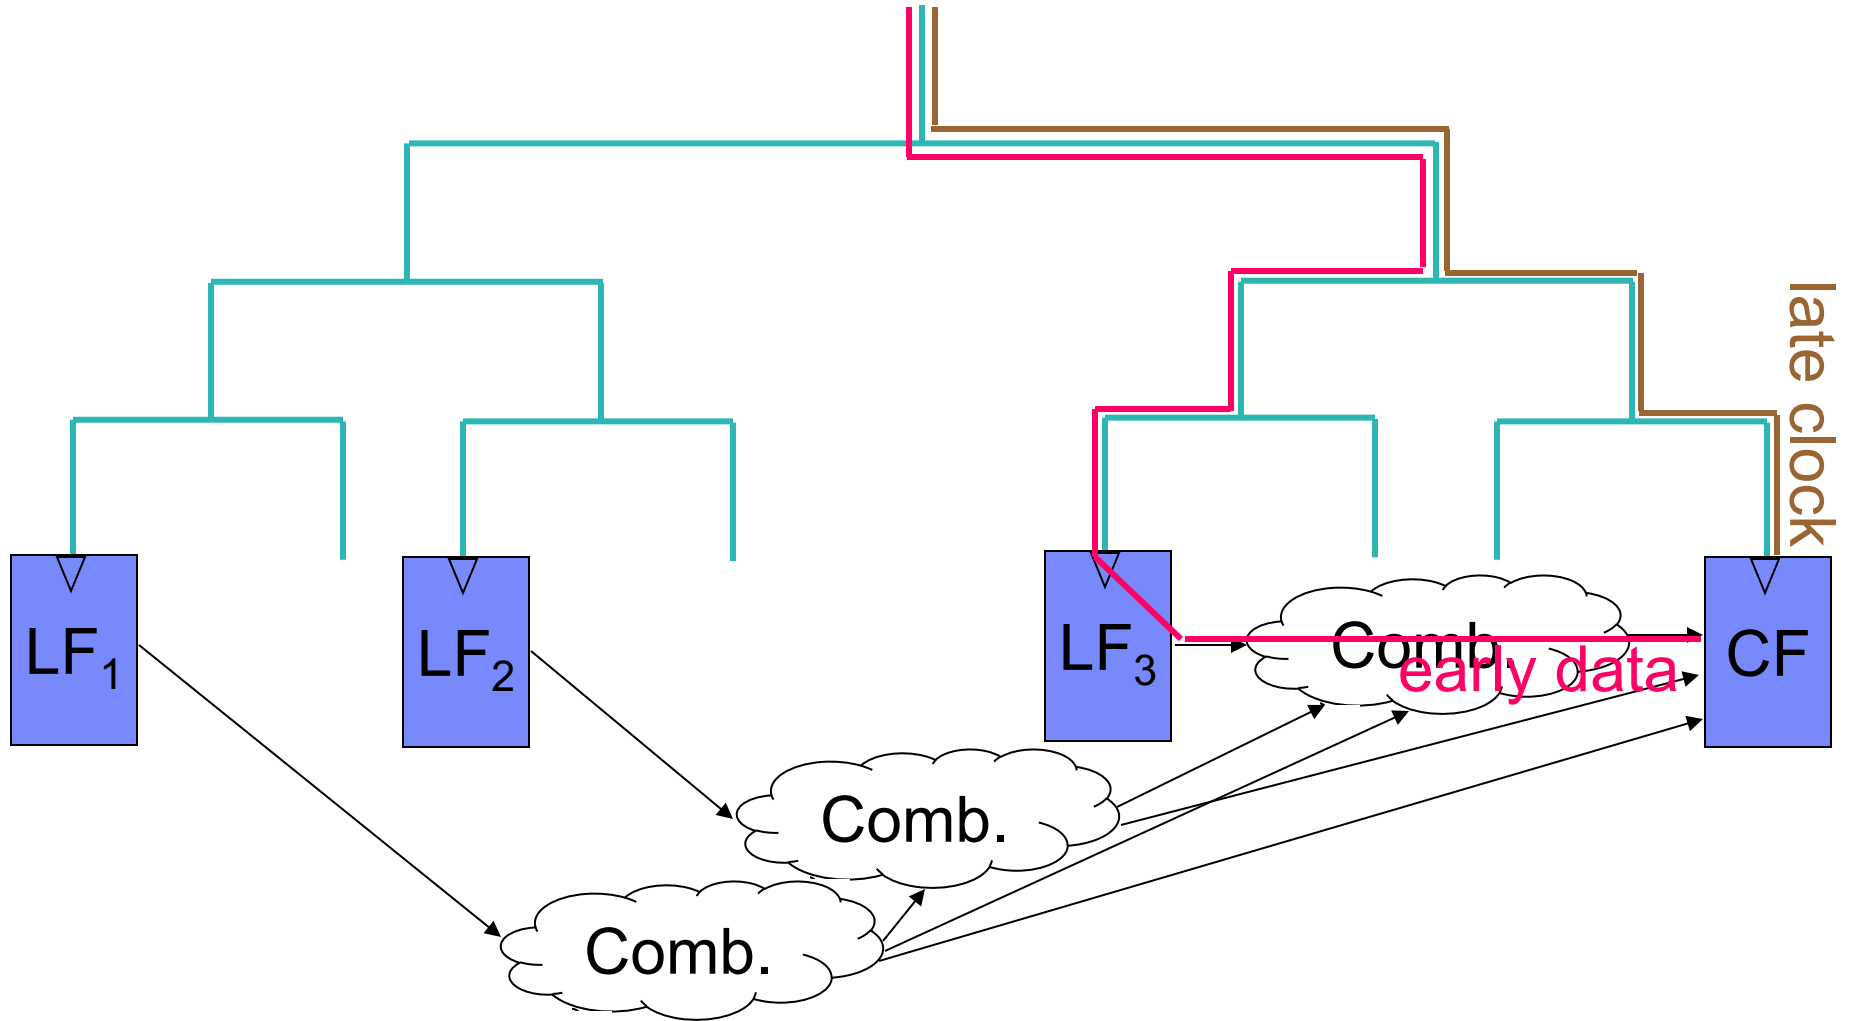 late clock
LF₁
LF₂
LF₃
Comb.
CF
early data
Comb.
Comb.